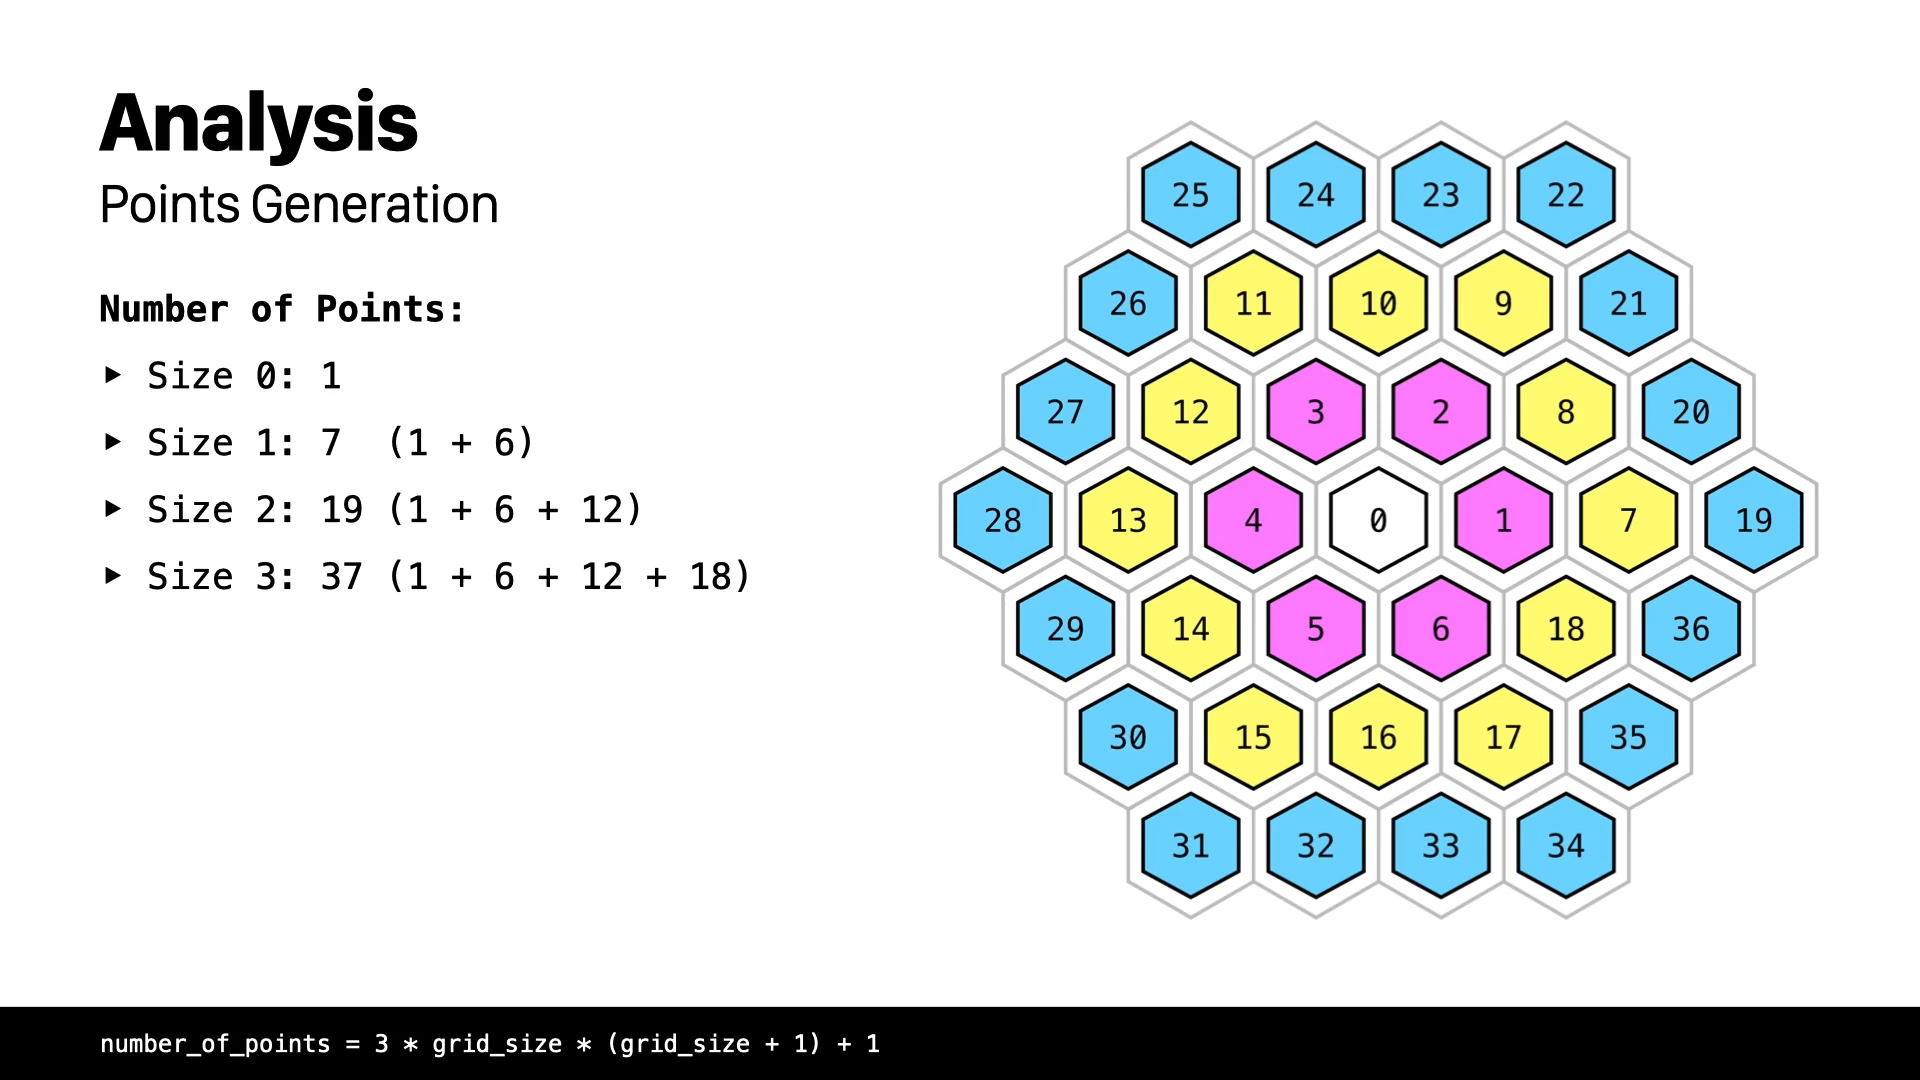 Analysis
Points Generation
Number of Points:
▸ Size 0: 1
▸ Size 1: 7 (1 + 6)
▸ Size 2: 19 (1 + 6 + 12)
▸ Size 3: 37 (1 + 6 + 12 + 18)
25 24 23 22
26 11 10 9 21
27 12 3 2 8 20
28 13 4 0 1 7 19
29 14 5 6 18 36
30 15 16 17 35
31 32 33 34
number_of_points = 3 * grid_size * (grid_size + 1) + 1